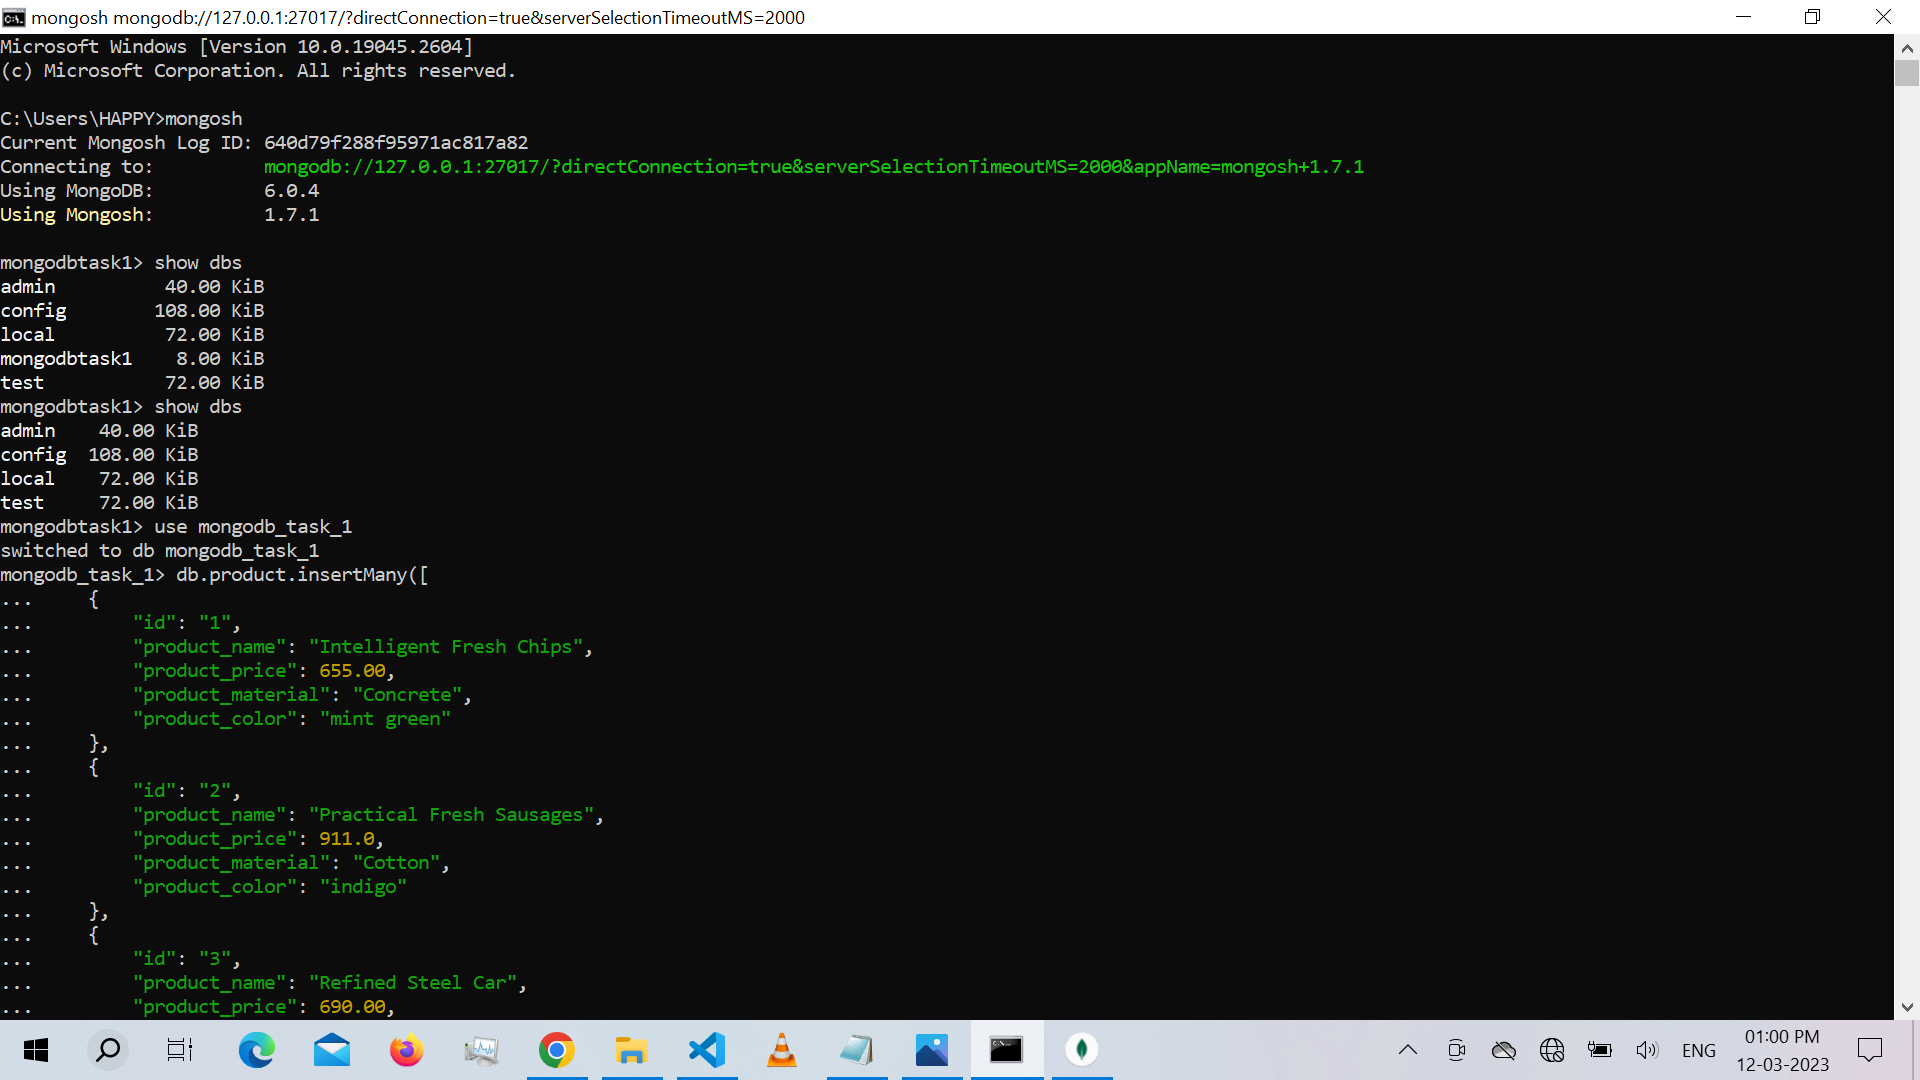 mongosh mongodb://127.0.0.1:27017/?directConnection=true&serverSelectionTimeoutMS=2000
Microsoft Windows [Version 10.0.19045.2604]
(c) Microsoft Corporation. All rights reserved.
C:\Users\HAPPY>mongosh
Current Mongosh Log ID: 640d79f288f95971ac817a82
Connecting to:          mongodb://127.0.0.1:27017/?directConnection=true&serverSelectionTimeoutMS=2000&appName=mongosh+1.7.1
Using MongoDB:          6.0.4
Using Mongosh:          1.7.1
mongodbtask1> show dbs
admin          40.00 KiB
config        108.00 KiB
local          72.00 KiB
mongodbtask1    8.00 KiB
test           72.00 KiB
mongodbtask1> show dbs
admin    40.00 KiB
config  108.00 KiB
local    72.00 KiB
test     72.00 KiB
mongodbtask1> use mongodb_task_1
switched to db mongodb_task_1
mongodb_task_1> db.product.insertMany([
...     {
...         "id": "1",
...         "product_name": "Intelligent Fresh Chips",
...         "product_price": 655.00,
...         "product_material": "Concrete",
...         "product_color": "mint green"
...     },
...     {
...         "id": "2",
...         "product_name": "Practical Fresh Sausages",
...         "product_price": 911.0,
...         "product_material": "Cotton",
...         "product_color": "indigo"
...     },
...     {
...         "id": "3",
...         "product_name": "Refined Steel Car",
...         "product_price": 690.00,
ENG
01:00 PM
12-03-2023